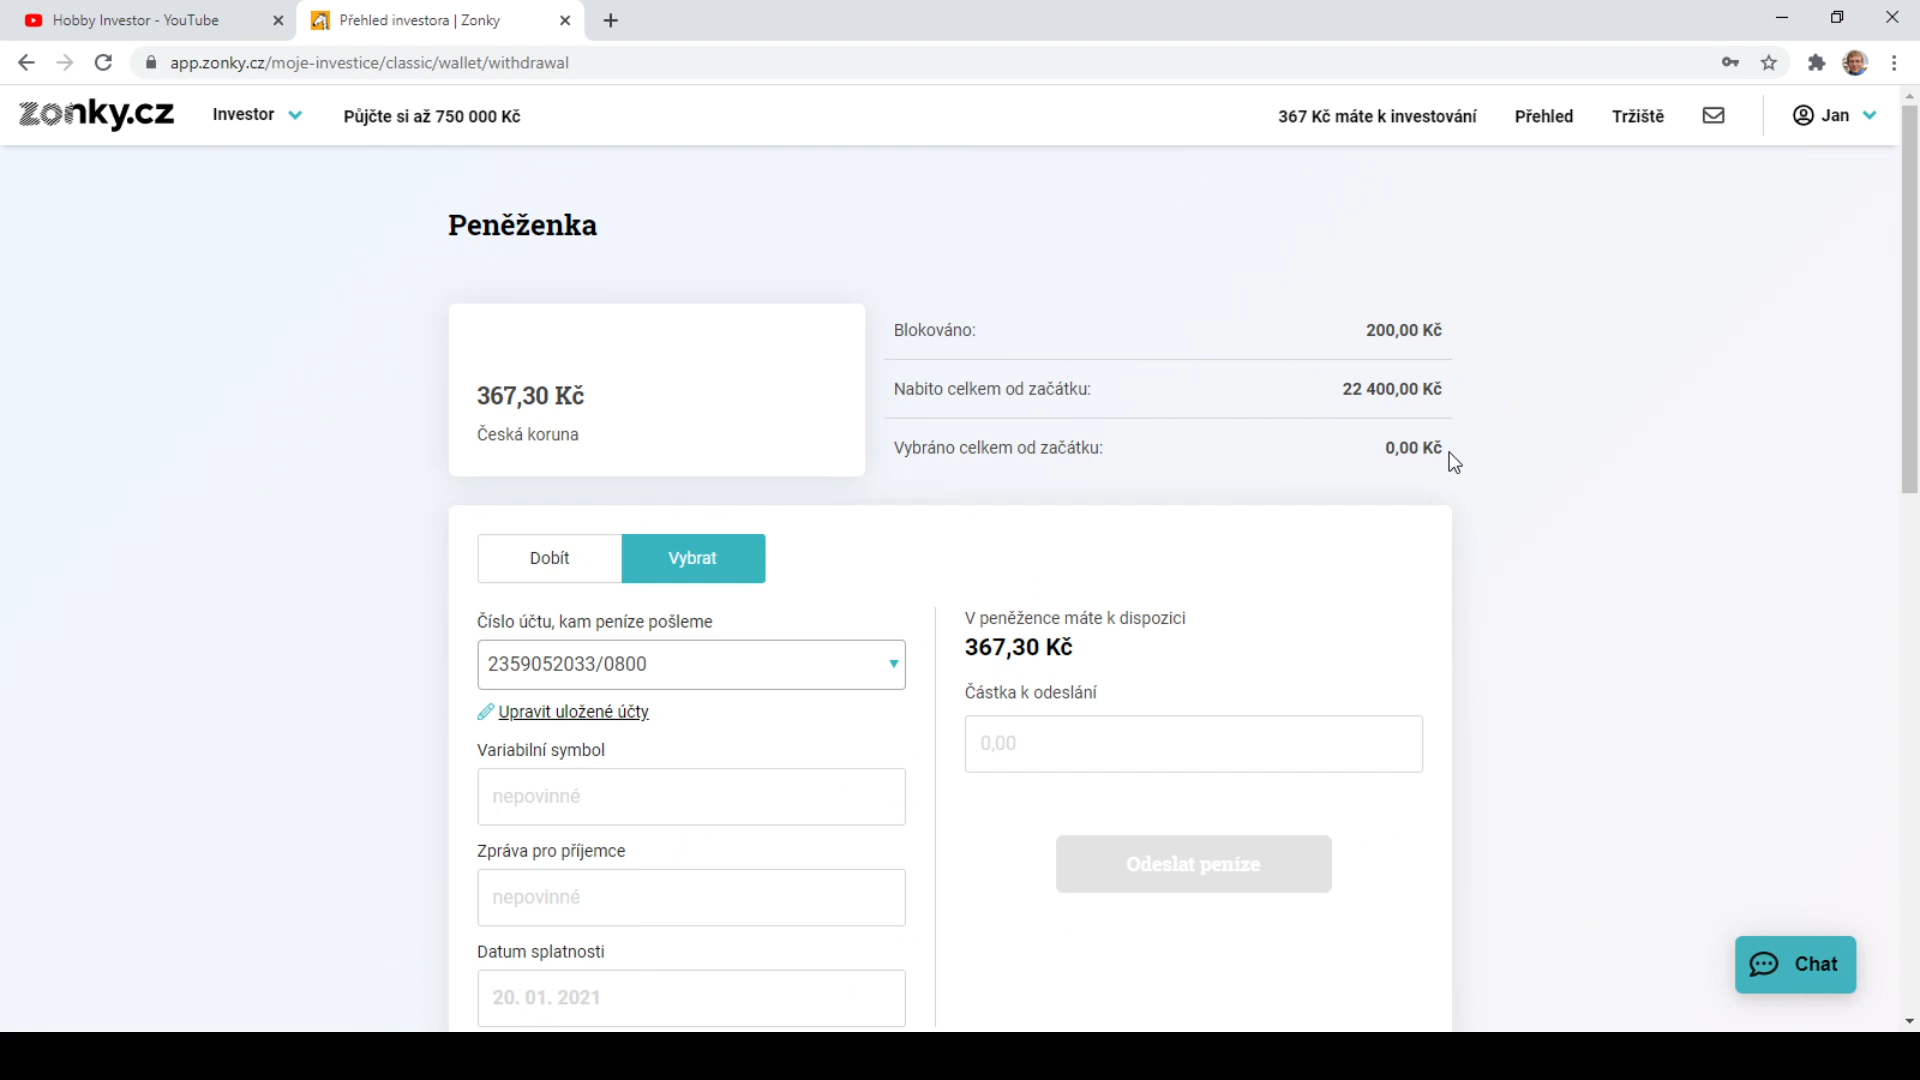 Hobby Investor - YouTube
Přehled investora | Zonky
app.zonky.cz/moje-investice/classic/wallet/withdrawal
zonky.cz
Investor
Půjčte si až 750 000 Kč
367 Kč máte k investování
Přehled
Tržiště
Jan
Peněženka
367,30 Kč
Česká koruna
Blokováno:
200,00 Kč
Nabito celkem od začátku:
22 400,00 Kč
Vybráno celkem od začátku:
0,00 Kč
Dobít
Vybrat
Číslo účtu, kam peníze pošleme
2359052033/0800
Upravit uložené účty
Variabilní symbol
nepovinné
Zpráva pro příjemce
nepovinné
Datum splatnosti
20. 01. 2021
V peněžence máte k dispozici
367,30 Kč
Částka k odeslání
0,00
Odeslat peníze
Chat